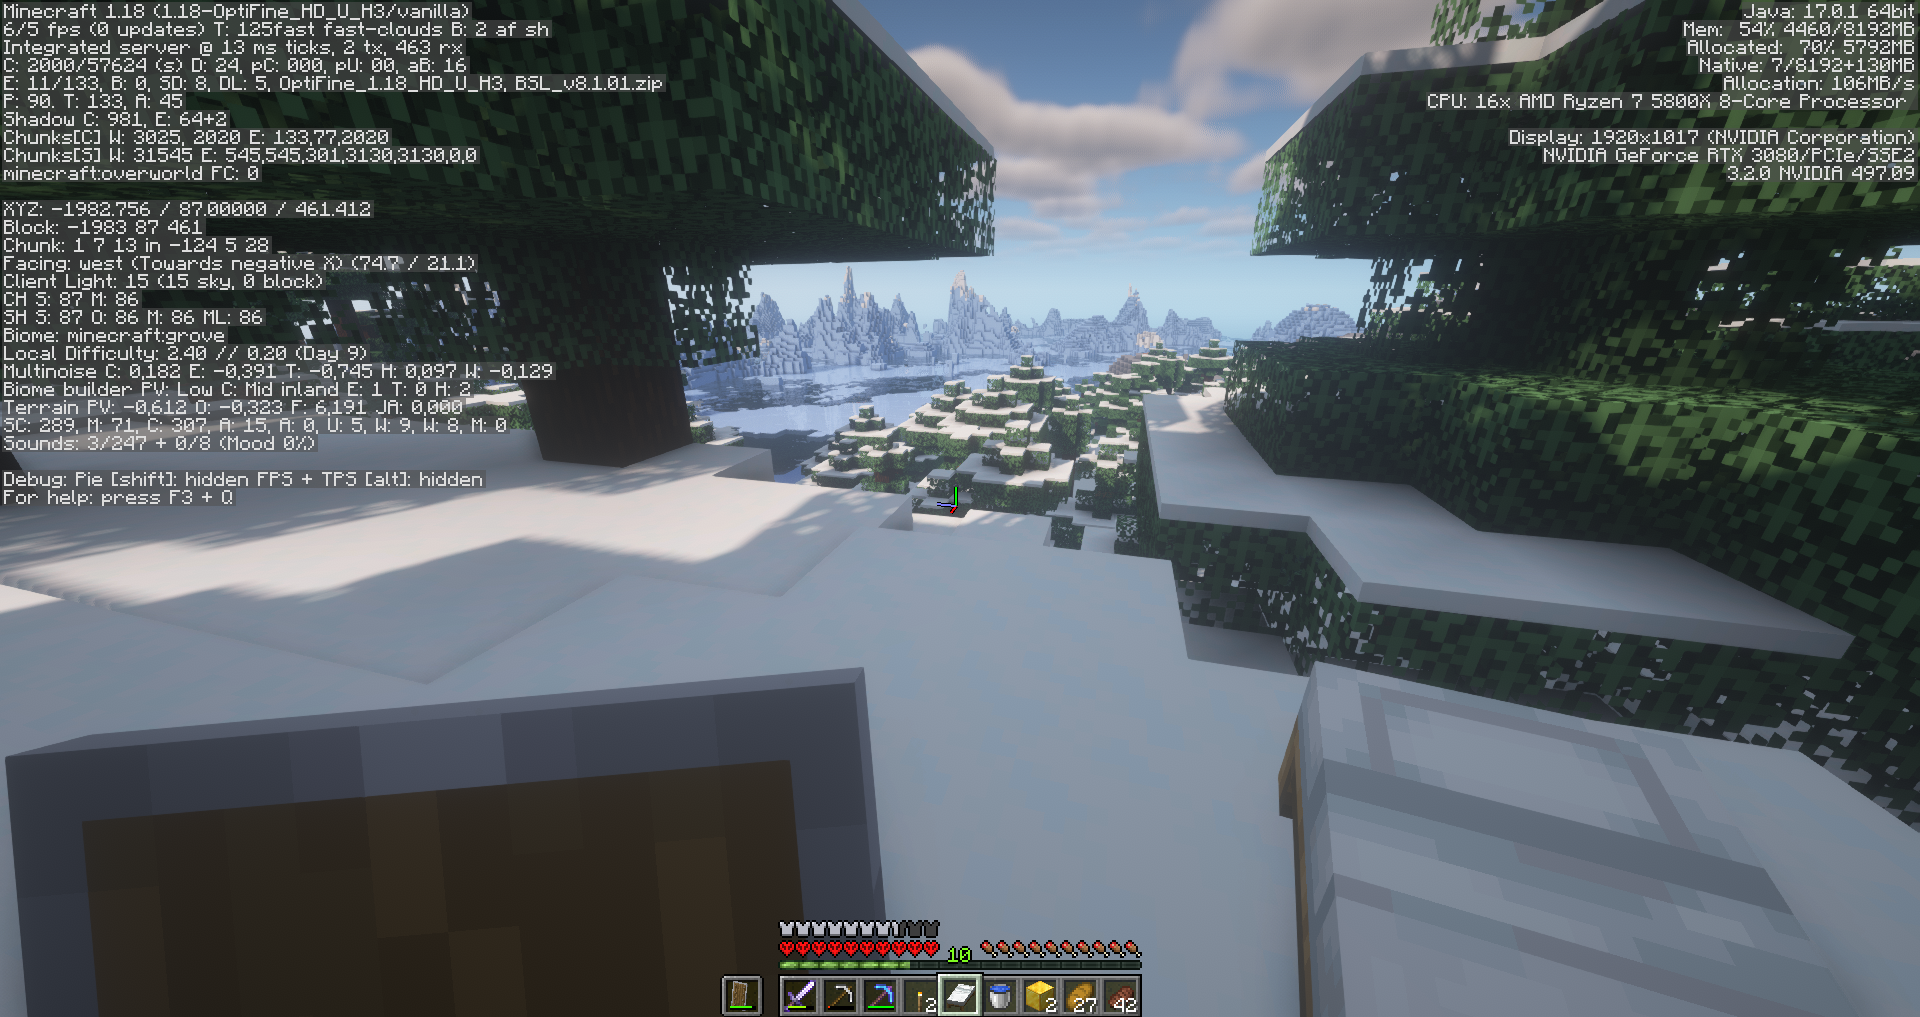 Minecraft 1.18 (1.18-OptiFine_HD_U_H3/vanilla)
6/5 fps (0 updates) T: 125fast fast-clouds B: 2 af sh
Integrated server @ 13 ms ticks, 2 tx, 463 rx
C: 2000/57624 (s) D: 24, pC: 000, pU: 00, aB: 16
E: 11/133, B: 0, SD: 8, DL: 5, OptiFine_1.18_HD_U_H3, BSL_v8.1.01.zip
P: 90. T: 133, A: 45
Shadow C: 981, E: 64+2
Chunks[C] W: 3025, 2020 E: 133,77,2020
Chunks[S] W: 31545 E: 545,545,301,3130,3130,0,0
minecraft:overworld FC: 0
XYZ: -1982.756 / 87.00000 / 461.412
Block: -1983 87 461
Chunk: 1 7 13 in -124 5 28
Facing: west (Towards negative X) (74.7 / 21.1)
Client Light: 15 (15 sky, 0 block)
CH S: 87 M: 86
SH S: 87 O: 86 M: 86 ML: 86
Biome: minecraft:grove
Local Difficulty: 2.40 // 0.20 (Day 9)
Multinoise C: 0,182 E: -0,391 T: -0,745 H: 0,097 W: -0,129
Biome builder PV: Low C: Mid inland E: 1 T: 0 H: 2
Terrain PV: -0,612 O: -0,323 F: 6,191 JA: 0,000
SC: 289, M: 71, C: 307, A: 15, A: 0, U: 5, W: 9, W: 8, M: 0
Sounds: 3/247 + 0/8 (Mood 0%)
Debug: Pie [shift]: hidden FPS + TPS [alt]: hidden
For help: press F3 + Q
Java: 17.0.1 64bit
Mem: 54% 4460/8192MB
Allocated: 70% 5792MB
Native: 7/8192+130MB
Allocation: 106MB/s
CPU: 16x AMD Ryzen 7 5800X 8-Core Processor
Display: 1920x1017 (NVIDIA Corporation)
NVIDIA GeForce RTX 3080/PCIe/SSE2
3.2.0 NVIDIA 497.09
10
2
2
27
42